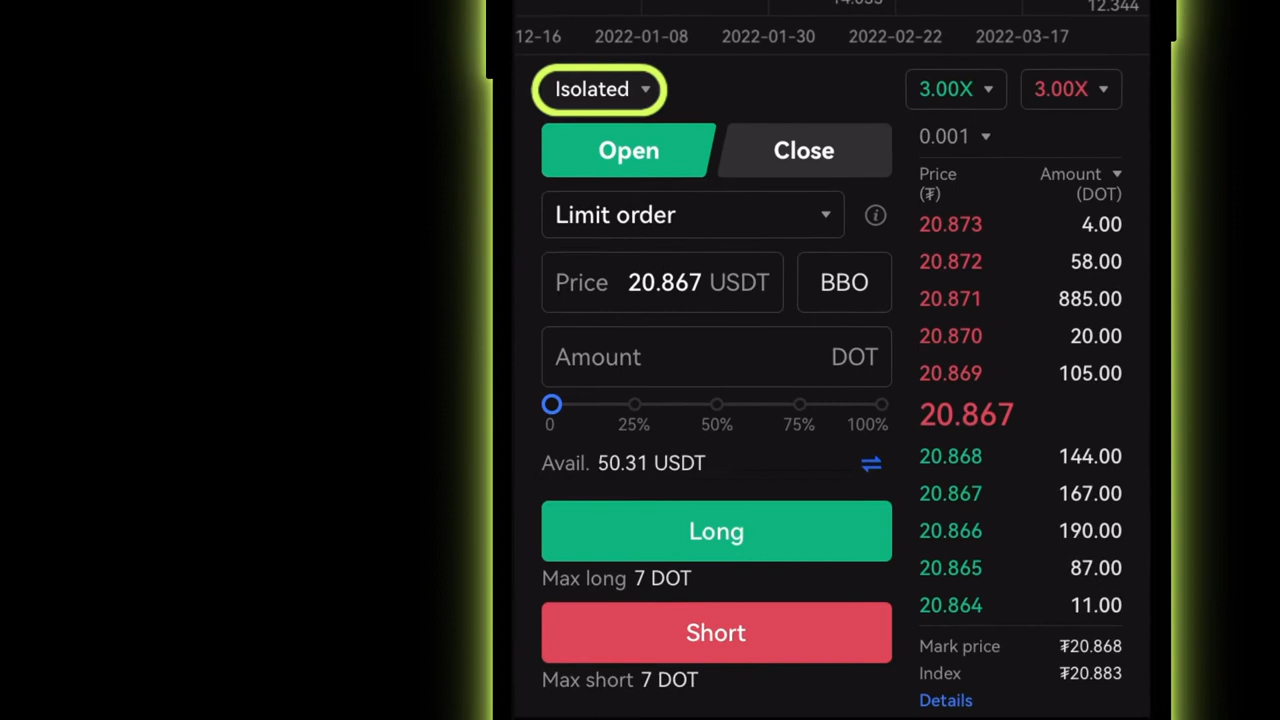 12.344
12-16 2022-01-08 2022-01-30 2022-02-22 2022-03-17
Isolated
3.00X 3.00X
Open Close
0.001
Limit order
Price Amount
(₮) (DOT)
20.873 4.00
20.872 58.00
20.871 885.00
20.870 20.00
20.869 105.00
20.867
20.868 144.00
20.867 167.00
20.866 190.00
20.865 87.00
20.864 11.00
Price 20.867 USDT BBO
Amount DOT
0 25% 50% 75% 100%
Avail. 50.31 USDT
Long
Max long 7 DOT
Short
Max short 7 DOT
Mark price ₮20.868
Index ₮20.883
Details